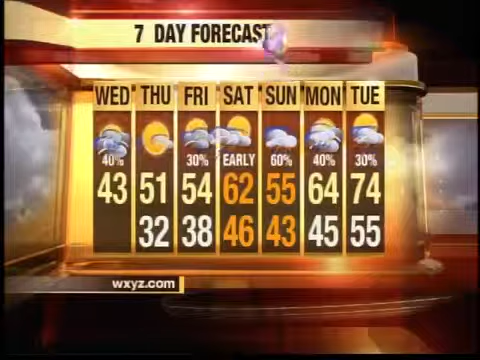 7 DAY FORECAST
WED THU FRI SAT SUN MON TUE
40% 30% EARLY 60% 40% 30%
43 51 54 62 55 64 74
32 38 46 43 45 55
wxyz.com